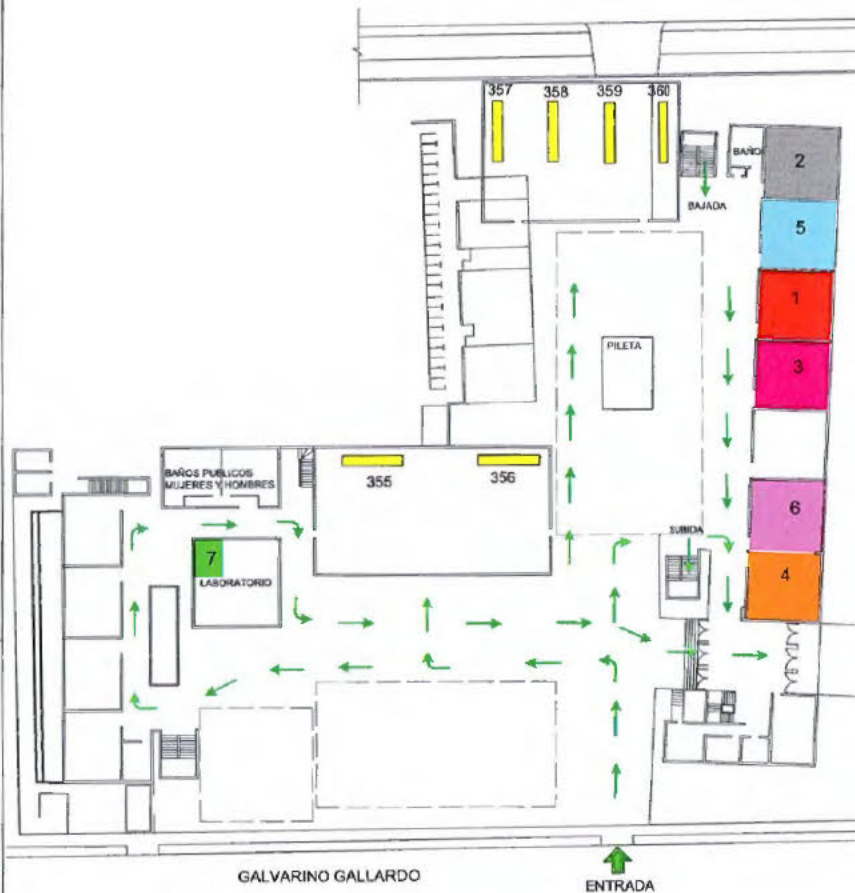 357 358 359 360
BAÑO
2
BAJADA
5
1
PILETA
3
BAÑOS PUBLICOS
MUJERES Y HOMBRES
355 356
6
SUBIDA
7
LABORATORIO
4
GALVARINO GALLARDO
ENTRADA